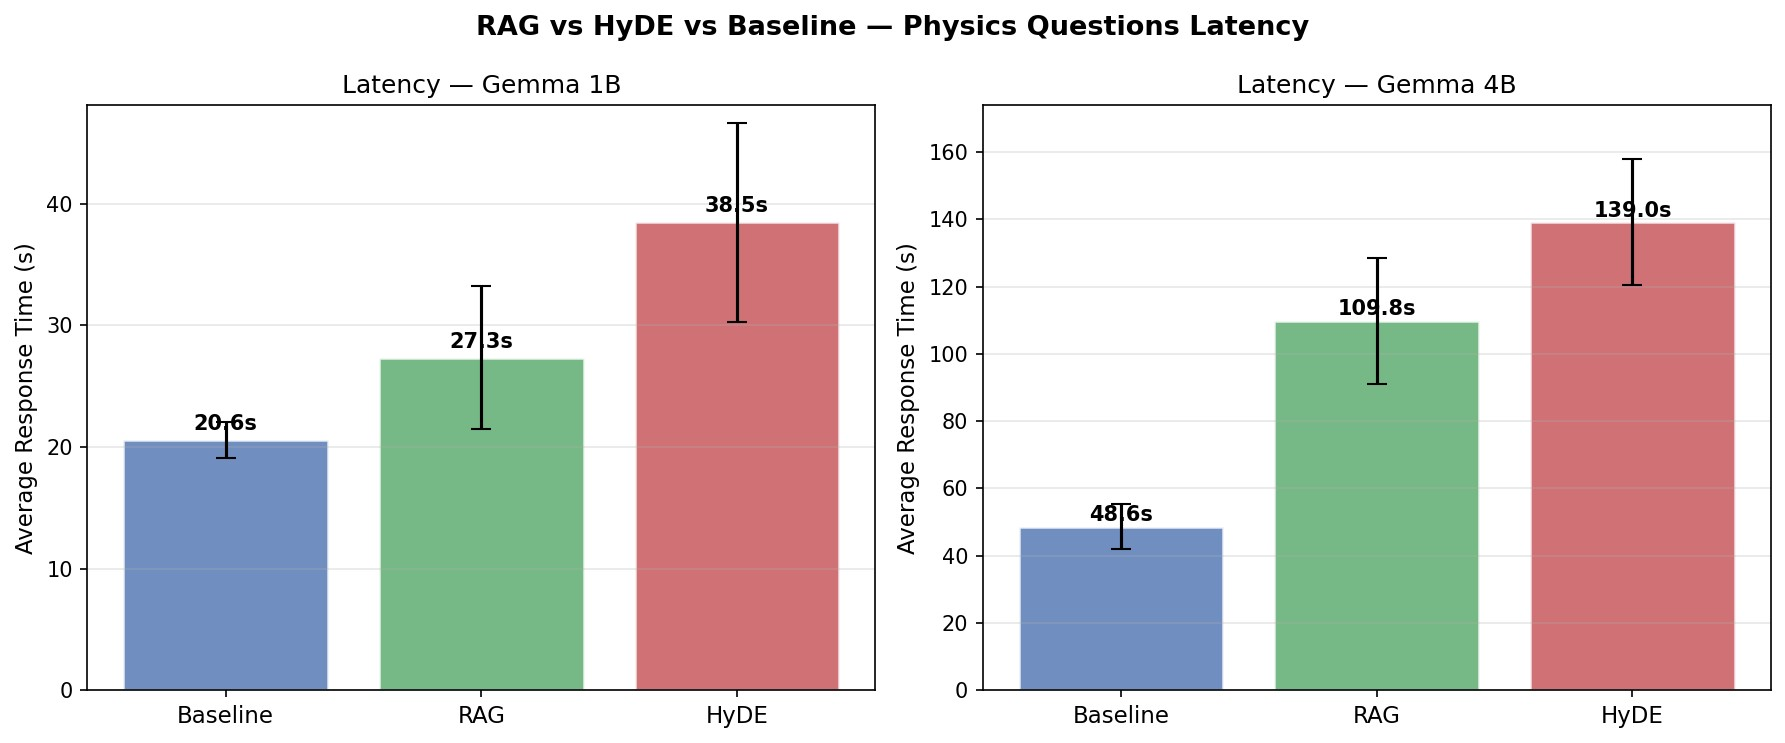 RAG vs HyDE vs Baseline — Physics Questions Latency
Latency — Gemma 1B
Average Response Time (s)
40
30
20
10
0
20.6s
27.3s
38.5s
Baseline
RAG
HyDE
Latency — Gemma 4B
Average Response Time (s)
160
140
120
100
80
60
40
20
0
48.6s
109.8s
139.0s
Baseline
RAG
HyDE